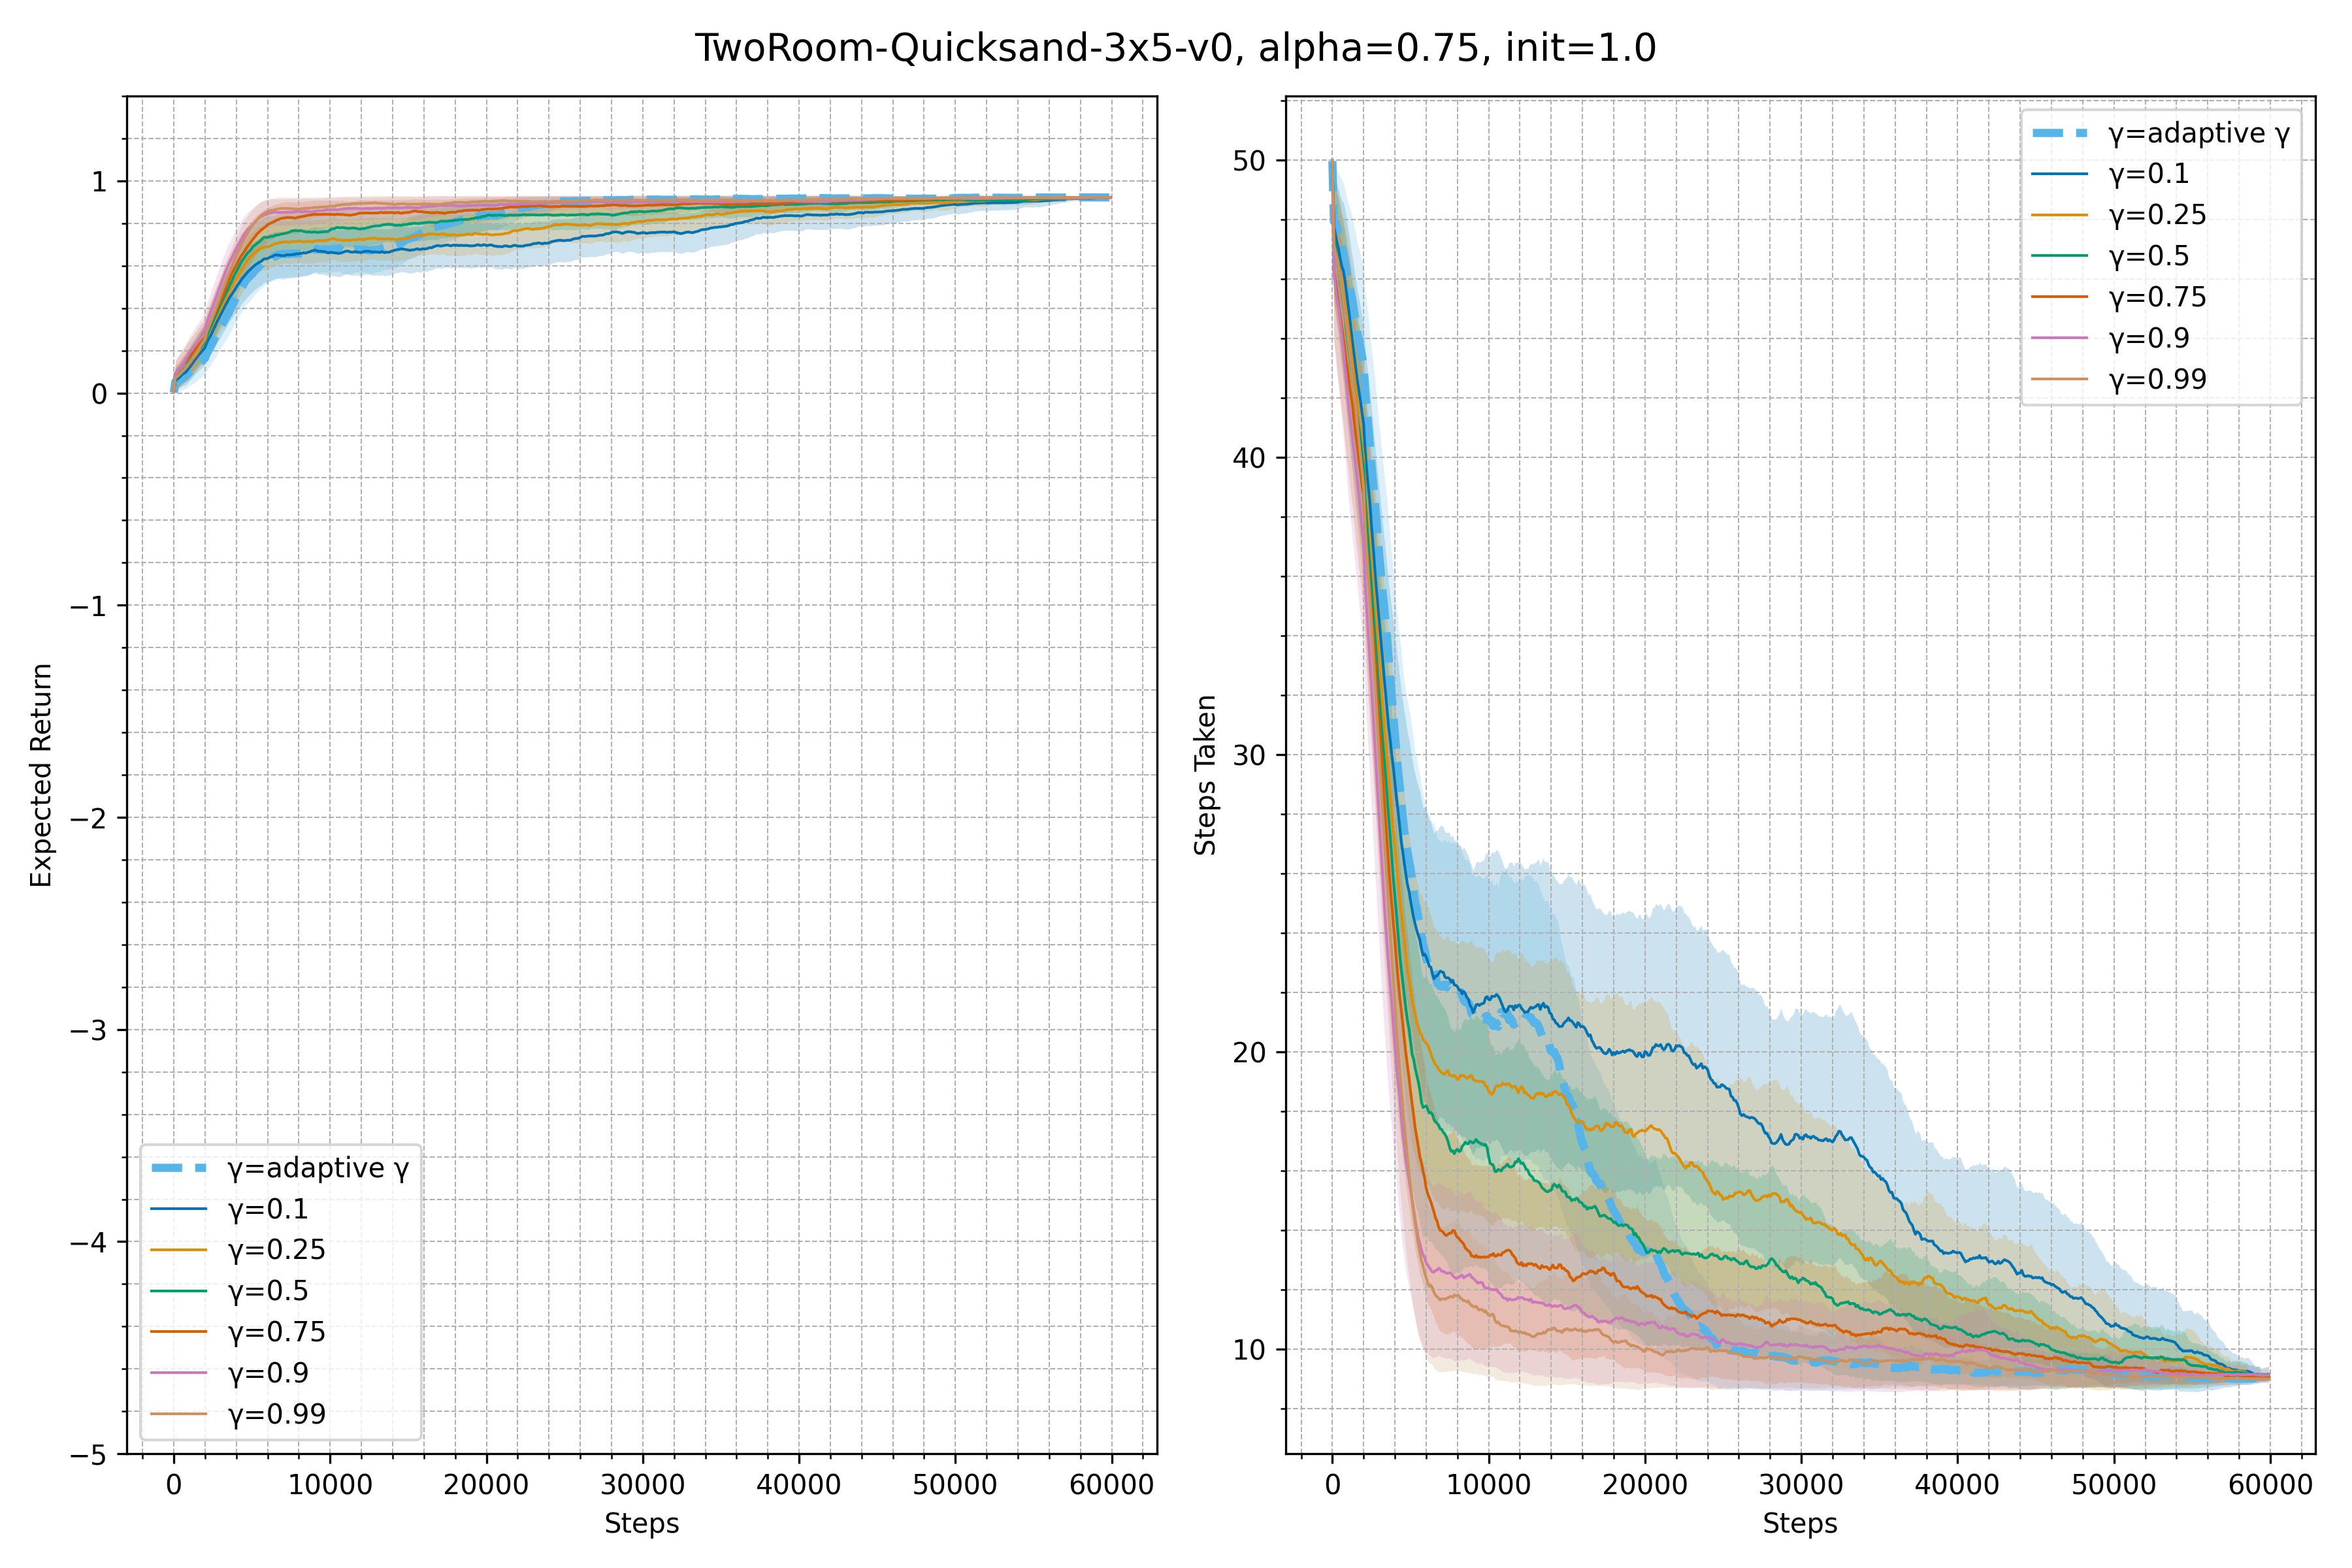 TwoRoom-Quicksand-3x5-v0, alpha=0.75, init=1.0
Expected Return
1
0
−1
−2
−3
−4
−5
γ=adaptive γ
γ=0.1
γ=0.25
γ=0.5
γ=0.75
γ=0.9
γ=0.99
0 10000 20000 30000 40000 50000 60000
Steps
Steps Taken
50
40
30
20
10
γ=adaptive γ
γ=0.1
γ=0.25
γ=0.5
γ=0.75
γ=0.9
γ=0.99
0 10000 20000 30000 40000 50000 60000
Steps